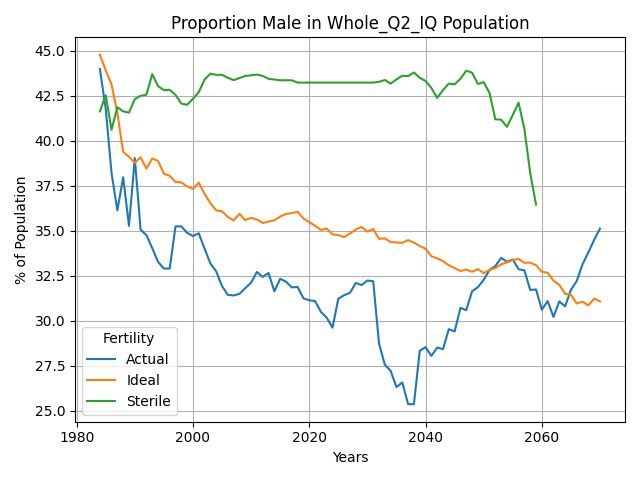 Proportion Male in Whole_Q2_IQ Population
% of Population
45.0
42.5
40.0
37.5
35.0
32.5
30.0
27.5
25.0
Fertility
Actual
Ideal
Sterile
1980
2000
2020
2040
2060
Years